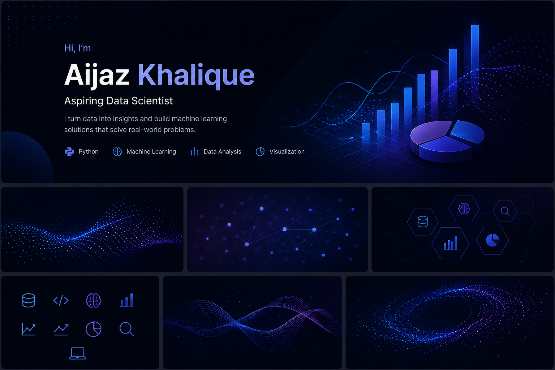 Hi, I'm
Aijaz Khalique
Aspiring Data Scientist
I turn data into insights and build machine learning
solutions that solve real-world problems.
Python Machine Learning Data Analysis Visualization